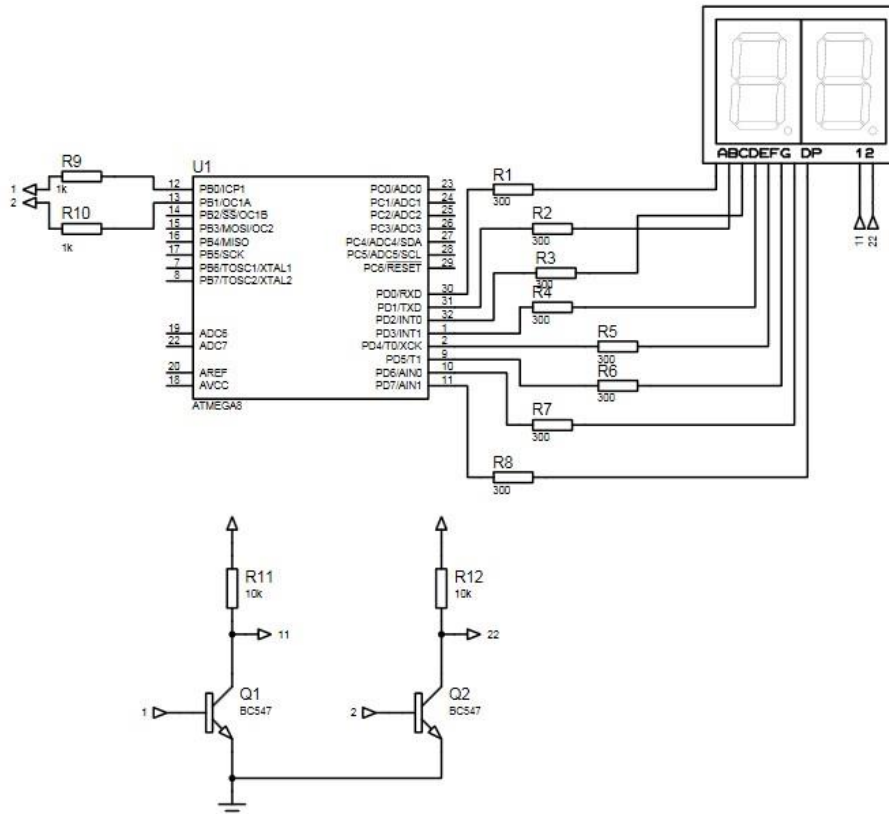 ABCDEFG DP 12
11
22
R9
1k
1
2
R10
1k
U1
12 PB0/ICP1
13 PB1/OC1A
14 PB2/SS/OC1B
15 PB3/MOSI/OC2
16 PB4/MISO
17 PB5/SCK
7 PB6/TOSC1/XTAL1
8 PB7/TOSC2/XTAL2
19 ADC6
22 ADC7
20 AREF
18 AVCC
PC0/ADC0 23
PC1/ADC1 24
PC2/ADC2 25
PC3/ADC3 26
PC4/ADC4/SDA 27
PC5/ADC5/SCL 28
PC6/RESET 29
PD0/RXD 30
PD1/TXD 31
PD2/INT0 32
PD3/INT1 1
PD4/T0/XCK 2
PD5/T1 9
PD6/AIN0 10
PD7/AIN1 11
ATMEGA8
R1
300
R2
300
R3
300
R4
300
R5
300
R6
300
R7
300
R8
300
R11
10k
11
1
Q1
BC547
R12
10k
22
2
Q2
BC547